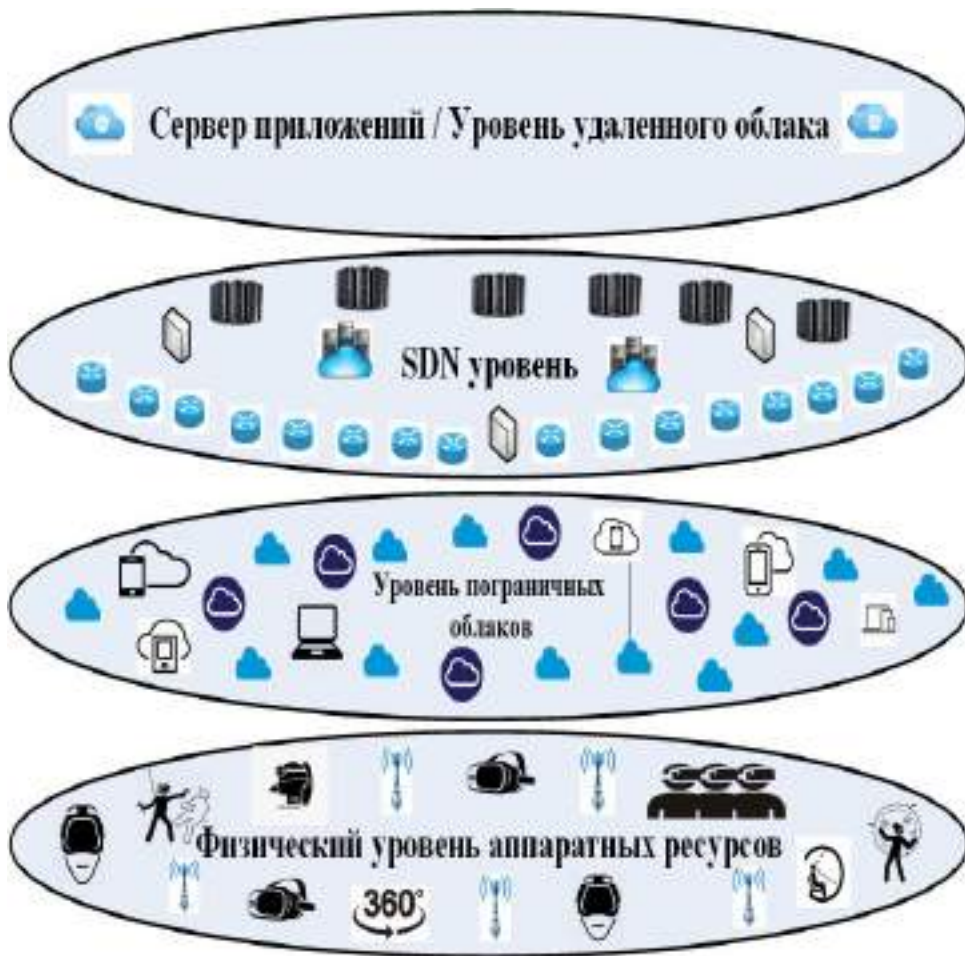 Сервер приложений / Уровень удаленного облака
SDN уровень
Уровень пограничных
облаков
Физический уровень аппаратных ресурсов
360°